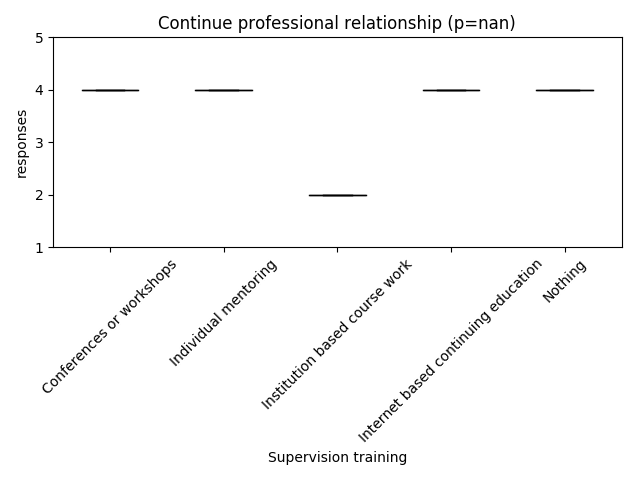 Continue professional relationship (p=nan)
responses
5
4
3
2
1
Conferences or workshops
Individual mentoring
Institution based course work
Internet based continuing education
Nothing
Supervision training